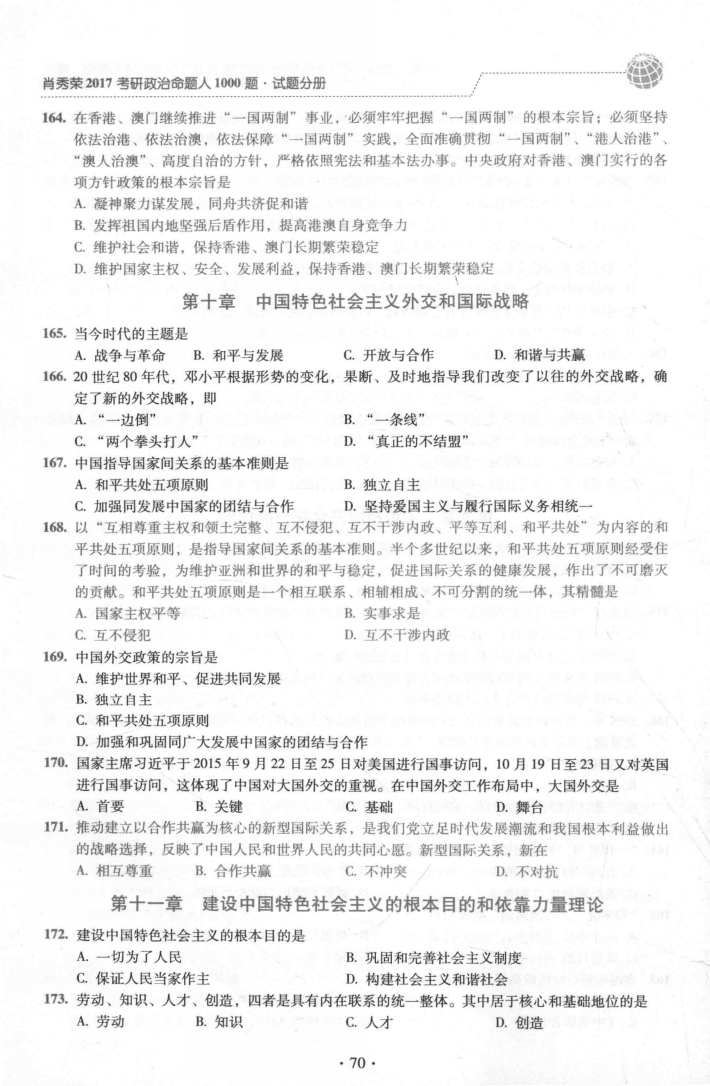 肖秀荣2017考研政治命题人1000题·试题分册
164. 在香港、澳门继续推进“一国两制”事业，必须牢牢把握“一国两制”的根本宗旨；必须坚持
依法治港、依法治澳，依法保障“一国两制”实践，全面准确贯彻“一国两制”、“港人治港”、
“澳人治澳”、高度自治的方针，严格依照宪法和基本法办事。中央政府对香港、澳门实行的各
项方针政策的根本宗旨是
A. 凝神聚力谋发展，同舟共济促和谐
B. 发挥祖国内地坚强后盾作用，提高港澳自身竞争力
C. 维护社会和谐，保持香港、澳门长期繁荣稳定
D. 维护国家主权、安全、发展利益，保持香港、澳门长期繁荣稳定
第十章 中国特色社会主义外交和国际战略
165. 当今时代的主题是
A. 战争与革命 B. 和平与发展 C. 开放与合作 D. 和谐与共赢
166. 20世纪80年代，邓小平根据形势的变化，果断、及时地指导我们改变了以往的外交战略，确
定了新的外交战略，即
A. “一边倒” B. “一条线”
C. “两个拳头打人” D. “真正的不结盟”
167. 中国指导国家间关系的基本准则是
A. 和平共处五项原则 B. 独立自主
C. 加强同发展中国家的团结与合作 D. 坚持爱国主义与履行国际义务相统一
168. 以“互相尊重主权和领土完整、互不侵犯、互不干涉内政、平等互利、和平共处”为内容的和
平共处五项原则，是指导国家间关系的基本准则。半个多世纪以来，和平共处五项原则经受住
了时间的考验，为维护亚洲和世界的和平与稳定，促进国际关系的健康发展，作出了不可磨灭
的贡献。和平共处五项原则是一个相互联系、相辅相成、不可分割的统一体，其精髓是
A. 国家主权平等 B. 实事求是
C. 互不侵犯 D. 互不干涉内政
169. 中国外交政策的宗旨是
A. 维护世界和平、促进共同发展
B. 独立自主
C. 和平共处五项原则
D. 加强和巩固同广大发展中国家的团结与合作
170. 国家主席习近平于2015年9月22日至25日对美国进行国事访问，10月19日至23日又对英国
进行国事访问，这体现了中国对大国外交的重视。在中国外交工作布局中，大国外交是
A. 首要 B. 关键 C. 基础 D. 舞台
171. 推动建立以合作共赢为核心的新型国际关系，是我们党立足时代发展潮流和我国根本利益做出
的战略选择，反映了中国人民和世界人民的共同心愿。新型国际关系，新在
A. 相互尊重 B. 合作共赢 C. 不冲突 D. 不对抗
第十一章 建设中国特色社会主义的根本目的和依靠力量理论
172. 建设中国特色社会主义的根本目的是
A. 一切为了人民 B. 巩固和完善社会主义制度
C. 保证人民当家作主 D. 构建社会主义和谐社会
173. 劳动、知识、人才、创造，四者是具有内在联系的统一整体。其中居于核心和基础地位的是
A. 劳动 B. 知识 C. 人才 D. 创造
· 70 ·